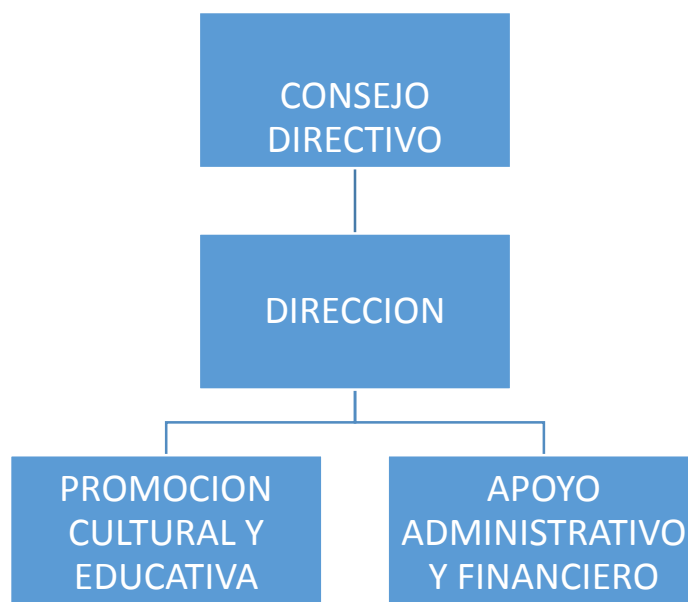 CONSEJO
DIRECTIVO
DIRECCION
PROMOCION
CULTURAL Y
EDUCATIVA
APOYO
ADMINISTRATIVO
Y FINANCIERO